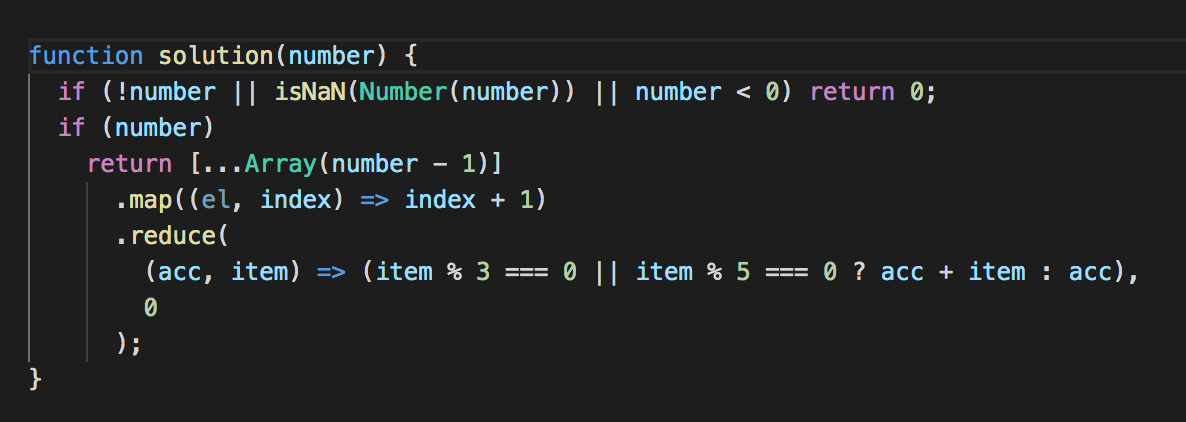 function solution(number) {
  if (!number || isNaN(Number(number)) || number < 0) return 0;
  if (number)
    return [...Array(number - 1)]
      .map((el, index) => index + 1)
      .reduce(
        (acc, item) => (item % 3 === 0 || item % 5 === 0 ? acc + item : acc),
        0
      );
}